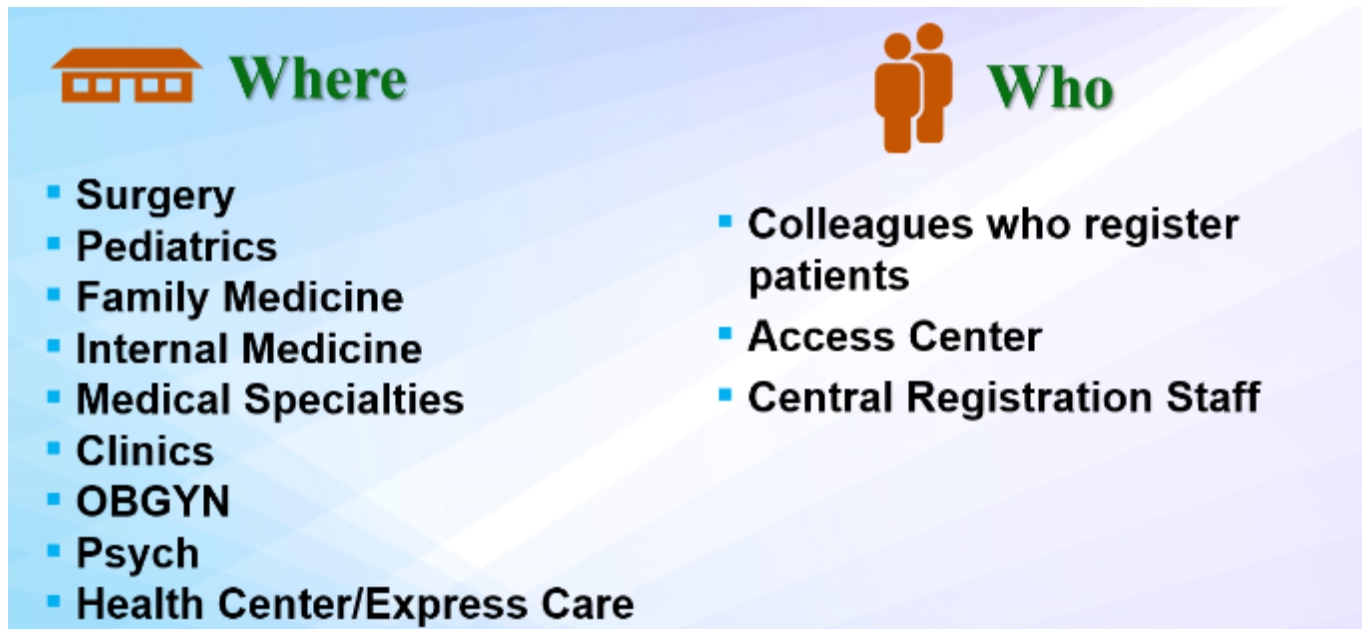 Where
Surgery
Pediatrics
Family Medicine
Internal Medicine
Medical Specialties
Clinics
OBGYN
Psych
Health Center/Express Care
Who
Colleagues who register
patients
Access Center
Central Registration Staff